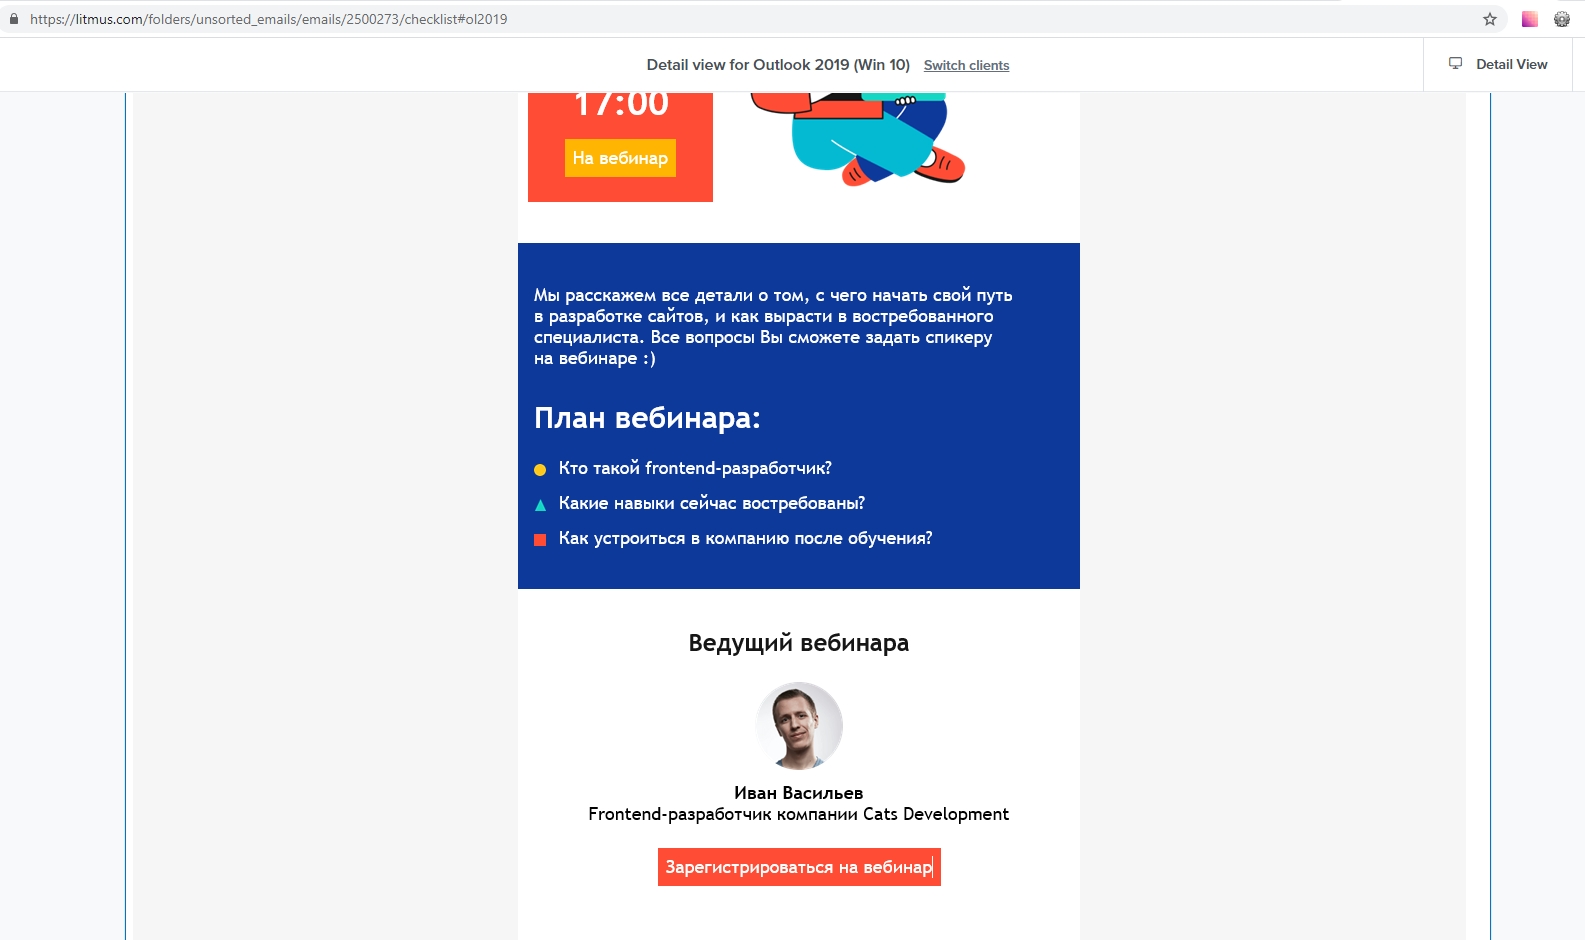 https://litmus.com/folders/unsorted_emails/emails/2500273/checklist#ol2019
Detail view for Outlook 2019 (Win 10) Switch clients
Detail View
17:00
На вебинар
Мы расскажем все детали о том, с чего начать свой путь
в разработке сайтов, и как вырасти в востребованного
специалиста. Все вопросы Вы сможете задать спикеру
на вебинаре :)
План вебинара:
Кто такой frontend-разработчик?
Какие навыки сейчас востребованы?
Как устроиться в компанию после обучения?
Ведущий вебинара
Иван Васильев
Frontend-разработчик компании Cats Development
Зарегистрироваться на вебинар